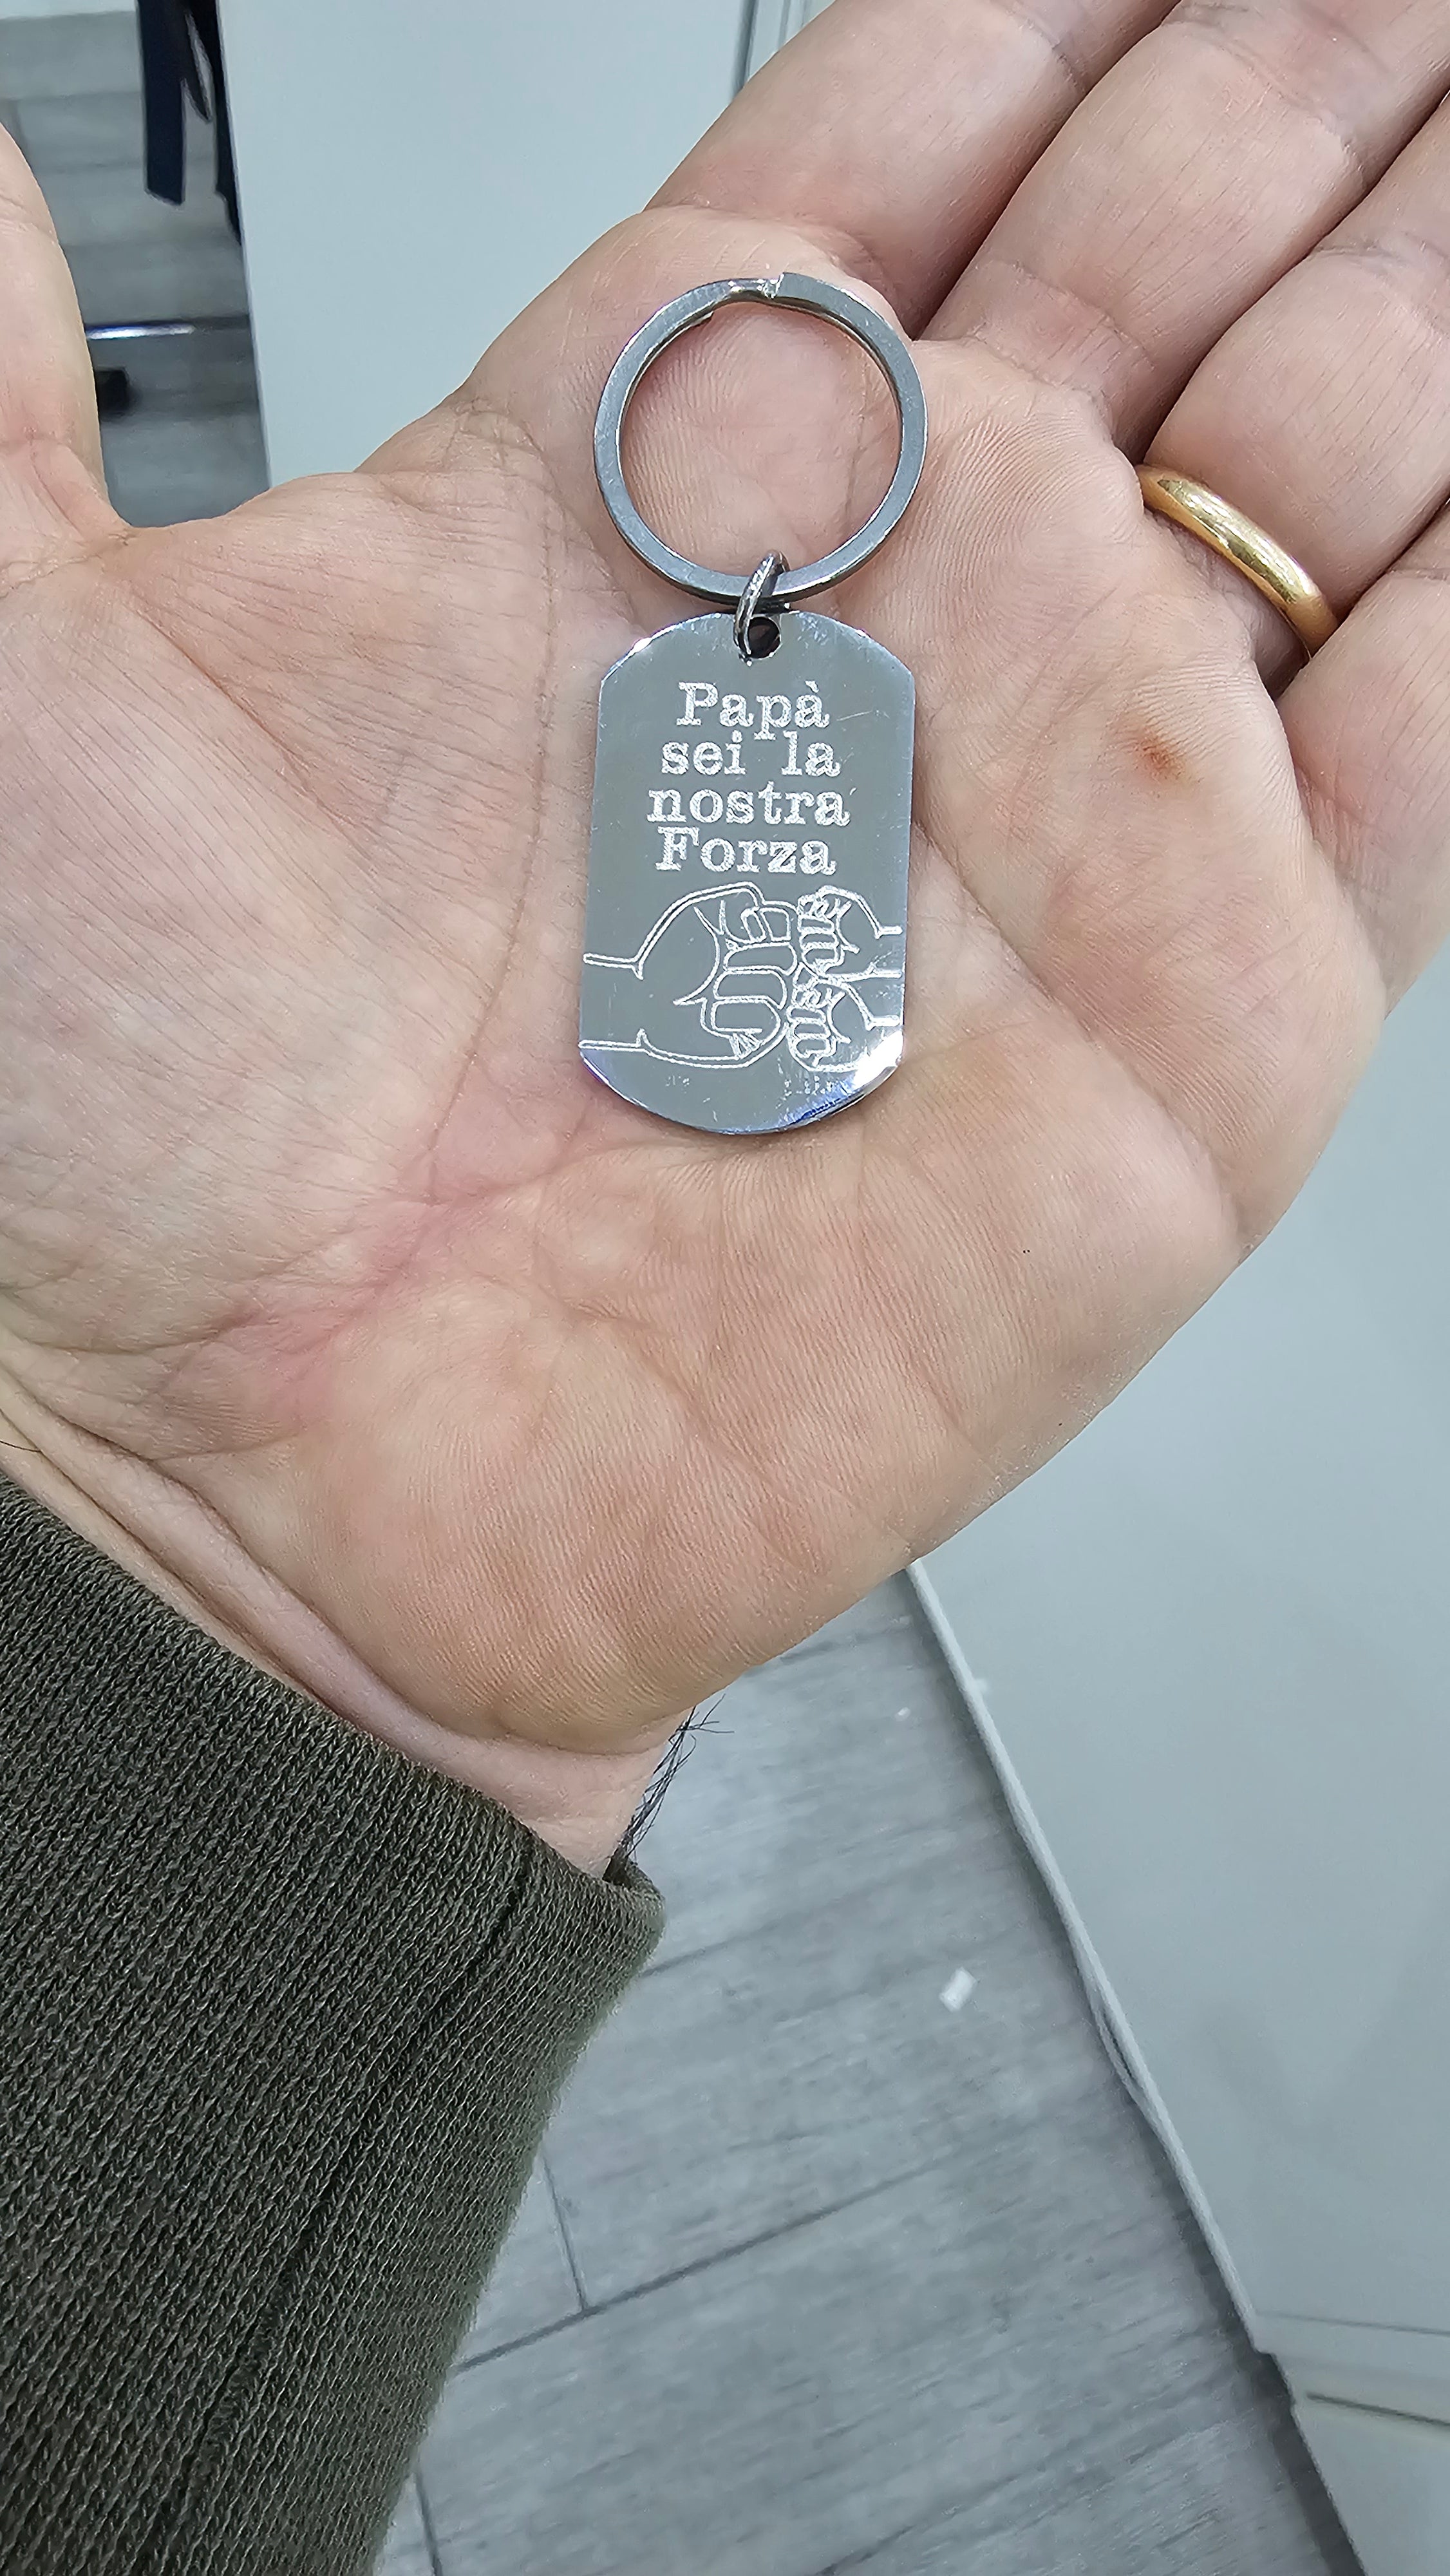 Papà
sei la
nostra
Forza